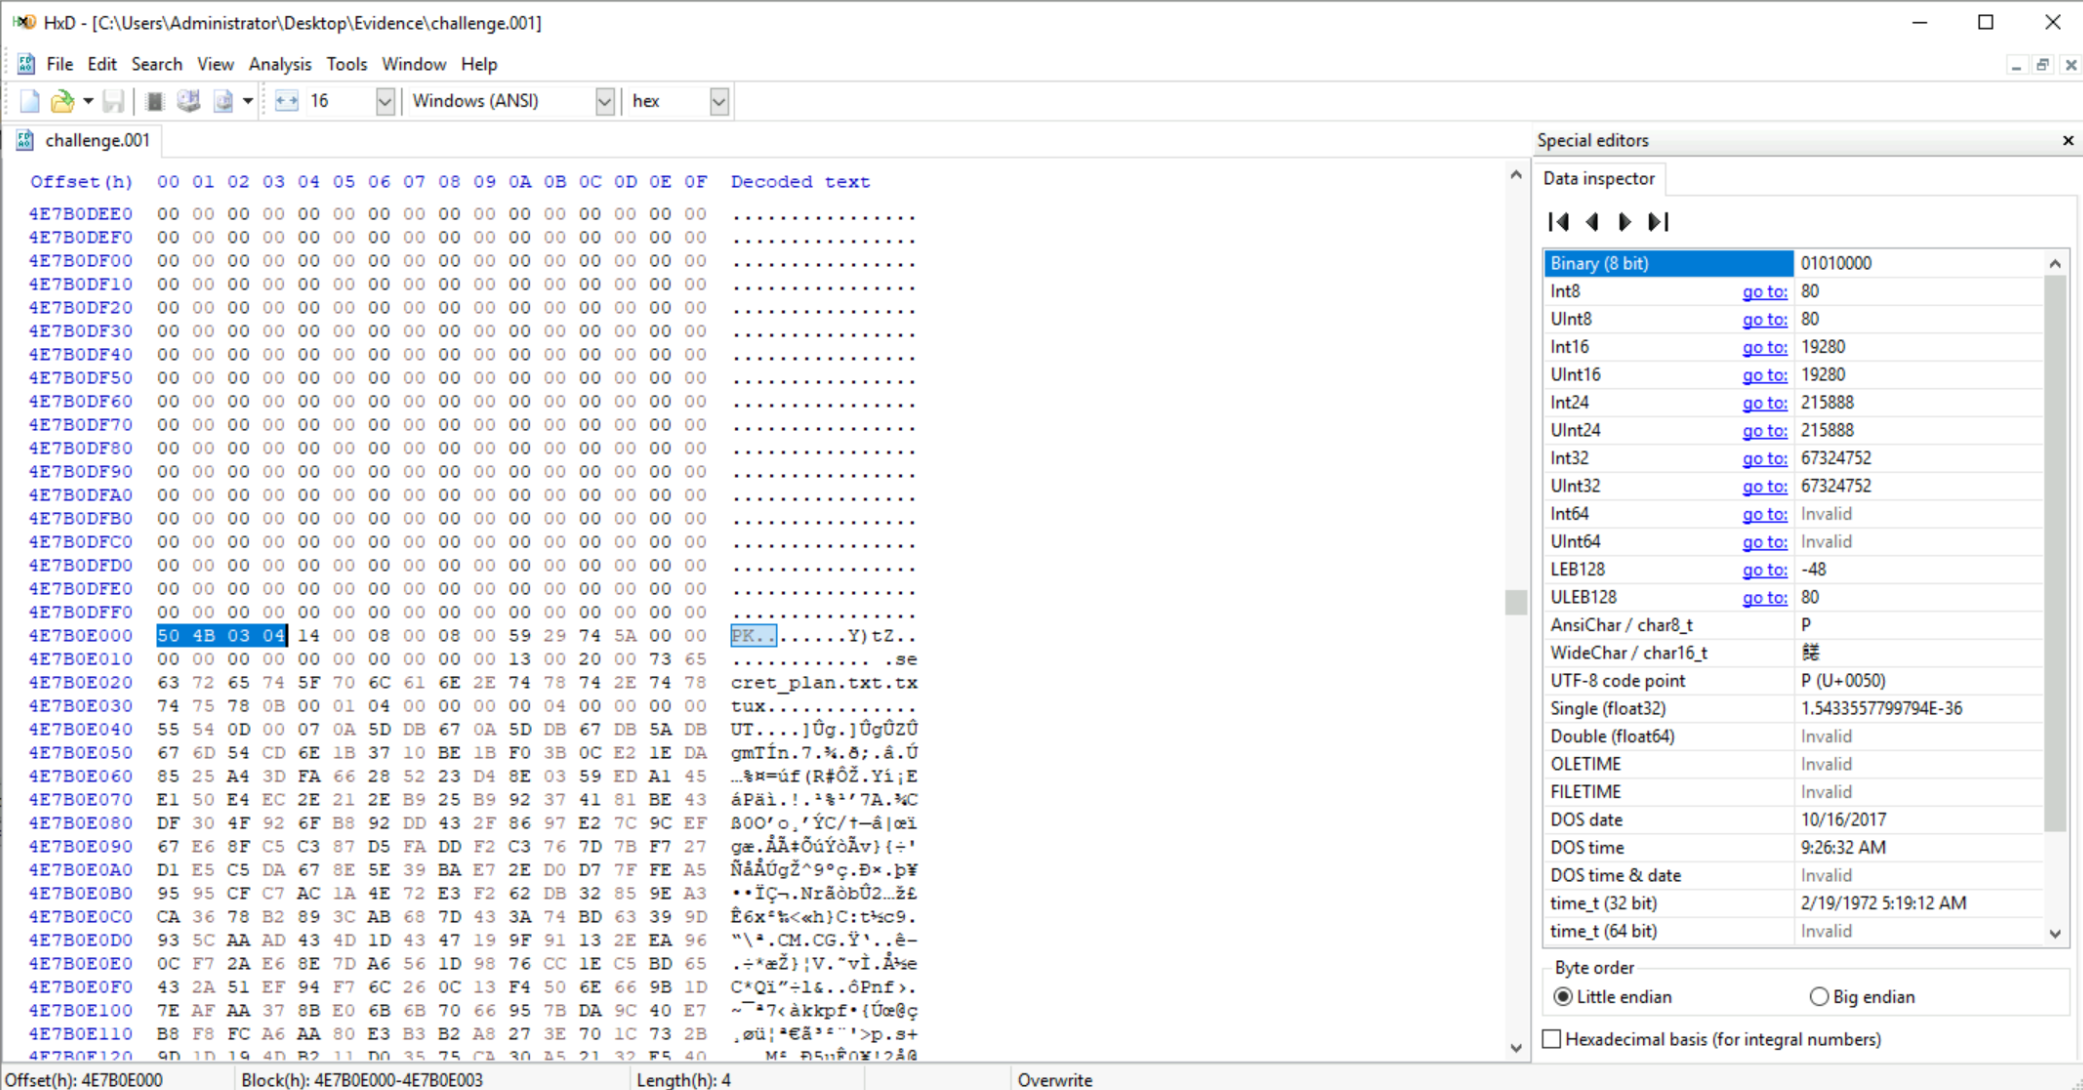 HxD - [C:\Users\Administrator\Desktop\Evidence\challenge.001]
File Edit Search View Analysis Tools Window Help
16 Windows (ANSI) hex
challenge.001
Offset(h) 00 01 02 03 04 05 06 07 08 09 0A 0B 0C 0D 0E 0F Decoded text
4E7B0DEE0 00 00 00 00 00 00 00 00 00 00 00 00 00 00 00 00 ................
4E7B0DEF0 00 00 00 00 00 00 00 00 00 00 00 00 00 00 00 00 ................
4E7B0DF00 00 00 00 00 00 00 00 00 00 00 00 00 00 00 00 00 ................
4E7B0DF10 00 00 00 00 00 00 00 00 00 00 00 00 00 00 00 00 ................
4E7B0DF20 00 00 00 00 00 00 00 00 00 00 00 00 00 00 00 00 ................
4E7B0DF30 00 00 00 00 00 00 00 00 00 00 00 00 00 00 00 00 ................
4E7B0DF40 00 00 00 00 00 00 00 00 00 00 00 00 00 00 00 00 ................
4E7B0DF50 00 00 00 00 00 00 00 00 00 00 00 00 00 00 00 00 ................
4E7B0DF60 00 00 00 00 00 00 00 00 00 00 00 00 00 00 00 00 ................
4E7B0DF70 00 00 00 00 00 00 00 00 00 00 00 00 00 00 00 00 ................
4E7B0DF80 00 00 00 00 00 00 00 00 00 00 00 00 00 00 00 00 ................
4E7B0DF90 00 00 00 00 00 00 00 00 00 00 00 00 00 00 00 00 ................
4E7B0DFA0 00 00 00 00 00 00 00 00 00 00 00 00 00 00 00 00 ................
4E7B0DFB0 00 00 00 00 00 00 00 00 00 00 00 00 00 00 00 00 ................
4E7B0DFC0 00 00 00 00 00 00 00 00 00 00 00 00 00 00 00 00 ................
4E7B0DFD0 00 00 00 00 00 00 00 00 00 00 00 00 00 00 00 00 ................
4E7B0DFE0 00 00 00 00 00 00 00 00 00 00 00 00 00 00 00 00 ................
4E7B0DFF0 00 00 00 00 00 00 00 00 00 00 00 00 00 00 00 00 ................
4E7B0E000 50 4B 03 04 14 00 08 00 08 00 59 29 74 5A 00 00 PK........Y)tZ..
4E7B0E010 00 00 00 00 00 00 00 00 00 00 13 00 20 00 73 65 ............ .se
4E7B0E020 63 72 65 74 5F 70 6C 61 6E 2E 74 78 74 2E 74 78 cret_plan.txt.tx
4E7B0E030 74 75 78 0B 00 01 04 00 00 00 00 04 00 00 00 00 tux.............
4E7B0E040 55 54 0D 00 07 0A 5D DB 67 0A 5D DB 67 DB 5A DB UT....]Ûg.]ÛgÛZÛ
4E7B0E050 67 6D 54 CD 6E 1B 37 10 BE 1B F0 3B 0C E2 1E DA gmTÍn.7.¾.ð;.â.Ú
4E7B0E060 85 25 A4 3D FA 66 28 52 23 D4 8E 03 59 ED A1 45 …%¤=úf(R#ÔŽ.Yí¡E
4E7B0E070 E1 50 E4 EC 2E 21 2E B9 25 B9 92 37 41 81 BE 43 áPäì.!.¹%¹’7A.¾C
4E7B0E080 DF 30 4F 92 6F B8 92 DD 43 2F 86 97 E2 7C 9C EF ß0O’o¸’ÝC/†—â|œï
4E7B0E090 67 E6 8F C5 C3 87 D5 FA DD F2 C3 76 7D 7B F7 27 gæ.ÅÃ‡ÕúÝòÃv}{÷'
4E7B0E0A0 D1 E5 C5 DA 67 8E 5E 39 BA E7 2E D0 D7 7F FE A5 ÑåÅÚgŽ^9ºç.Ð×.þ¥
4E7B0E0B0 95 95 CF C7 AC 1A 4E 72 E3 F2 62 DB 32 85 9E A3 ••ÏÇ¬.NrãòbÛ2…ž£
4E7B0E0C0 CA 36 78 B2 89 3C AB 68 7D 43 3A 74 BD 63 39 9D Ê6x²‰<«h}C:t½c9.
4E7B0E0D0 93 5C AA AD 43 4D 1D 43 47 19 9F 91 13 2E EA 96 “\ª.CM.CG.Ÿ‘..ê–
4E7B0E0E0 0C F7 2A E6 8E 7D A6 56 1D 98 76 CC 1E C5 BD 65 .÷*æŽ}¦V.˜vÌ.Å½e
4E7B0E0F0 43 2A 51 EF 94 F7 6C 26 0C 13 F4 50 6E 66 9B 1D C*Qï”÷l&..ôPnf›.
4E7B0E100 7E AF AA 37 8B E0 6B 6B 70 66 95 7B DA 9C 40 E7 ~¯ª7‹àkkpf•{Úœ@ç
4E7B0E110 B8 F8 FC A6 AA 80 E3 B3 B2 A8 27 3E 70 1C 73 2B ¸øü¦ª€ã³²¨'>p.s+
4E7B0E120 9D 1D 19 4D B2 11 D0 35 75 CA 30 A5 21 32 E5 40 ...M².Ð5uÊ0¥!2å@
Special editors
Data inspector
Binary (8 bit) 01010000
Int8 go to: 80
UInt8 go to: 80
Int16 go to: 19280
UInt16 go to: 19280
Int24 go to: 215888
UInt24 go to: 215888
Int32 go to: 67324752
UInt32 go to: 67324752
Int64 go to: Invalid
UInt64 go to: Invalid
LEB128 go to: -48
ULEB128 go to: 80
AnsiChar / char8_t P
WideChar / char16_t
UTF-8 code point P (U+0050)
Single (float32) 1.5433557799794E-36
Double (float64) Invalid
OLETIME Invalid
FILETIME Invalid
DOS date 10/16/2017
DOS time 9:26:32 AM
DOS time & date Invalid
time_t (32 bit) 2/19/1972 5:19:12 AM
time_t (64 bit) Invalid
Byte order
Little endian Big endian
Hexadecimal basis (for integral numbers)
Offset(h): 4E7B0E000 Block(h): 4E7B0E000-4E7B0E003 Length(h): 4 Overwrite